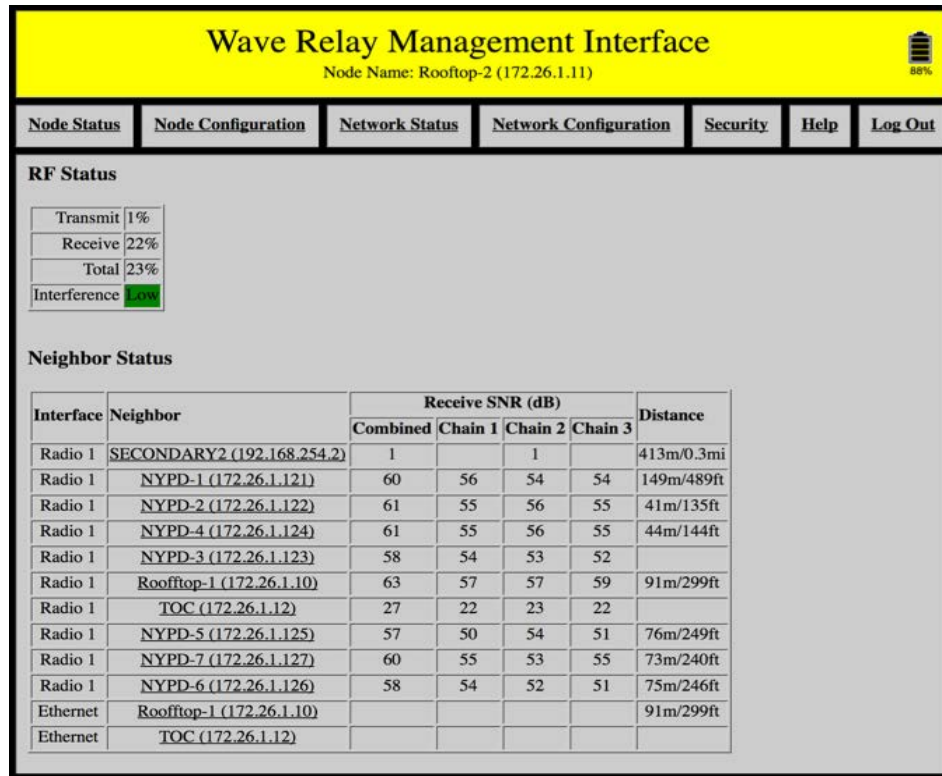 Wave Relay Management Interface
Node Name: Rooftop-2 (172.26.1.11)
88%
Node Status Node Configuration Network Status Network Configuration Security Help Log Out
RF Status
Transmit 1%
Receive 22%
Total 23%
Interference Low
Neighbor Status
Interface Neighbor Receive SNR (dB) Distance
Combined Chain 1 Chain 2 Chain 3
Radio 1 SECONDARY2 (192.168.254.2) 1 1 413m/0.3mi
Radio 1 NYPD-1 (172.26.1.121) 60 56 54 54 149m/489ft
Radio 1 NYPD-2 (172.26.1.122) 61 55 56 55 41m/135ft
Radio 1 NYPD-4 (172.26.1.124) 61 55 56 55 44m/144ft
Radio 1 NYPD-3 (172.26.1.123) 58 54 53 52
Radio 1 Roofftop-1 (172.26.1.10) 63 57 57 59 91m/299ft
Radio 1 TOC (172.26.1.12) 27 22 23 22
Radio 1 NYPD-5 (172.26.1.125) 57 50 54 51 76m/249ft
Radio 1 NYPD-7 (172.26.1.127) 60 55 53 55 73m/240ft
Radio 1 NYPD-6 (172.26.1.126) 58 54 52 51 75m/246ft
Ethernet Roofftop-1 (172.26.1.10) 91m/299ft
Ethernet TOC (172.26.1.12)